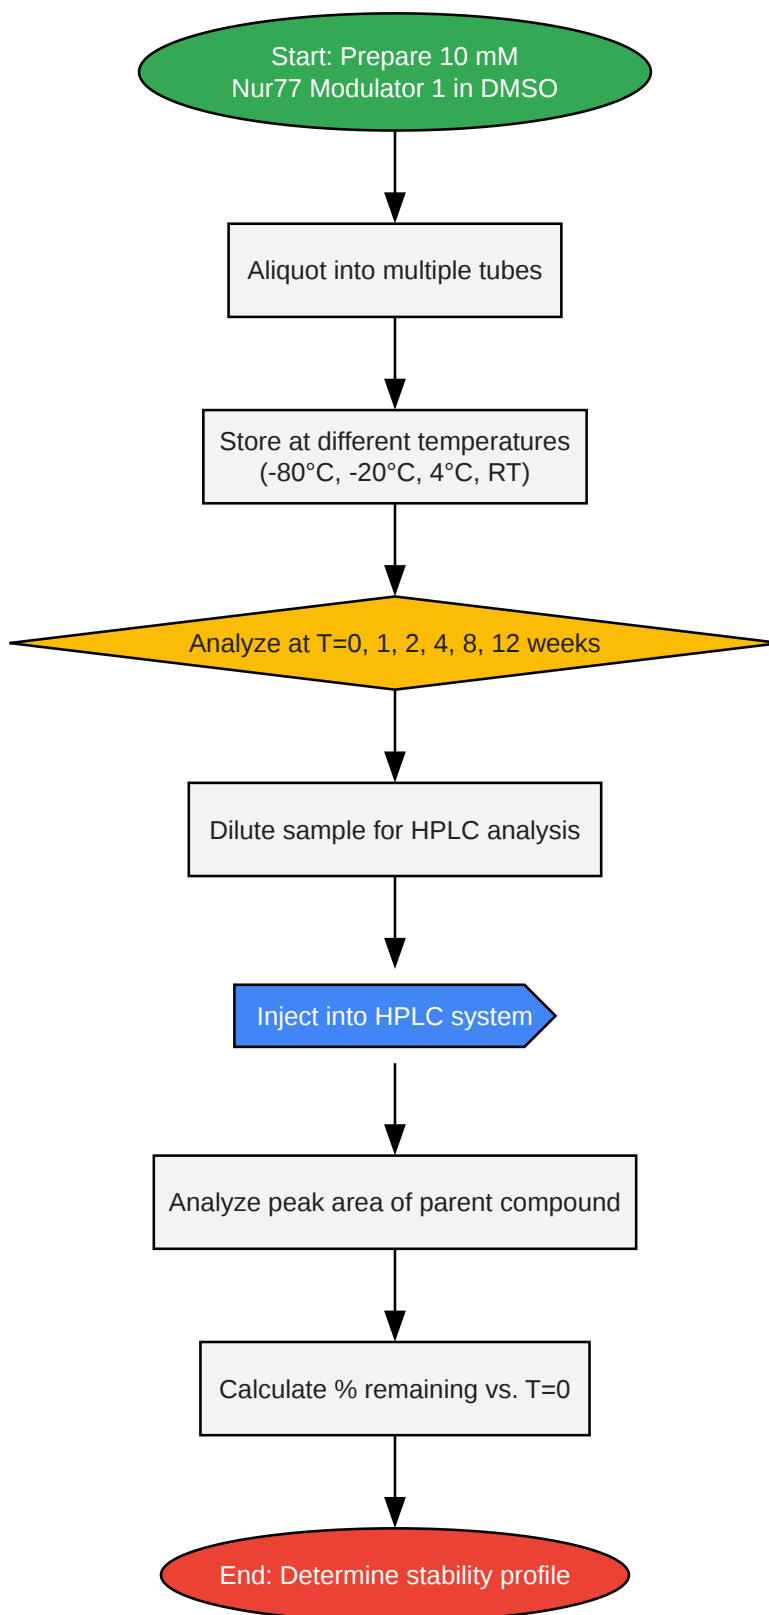 Start: Prepare 10 mM
Nur77 Modulator 1 in DMSO
Aliquot into multiple tubes
Store at different temperatures
(-80°C, -20°C, 4°C, RT)
Analyze at T=0, 1, 2, 4, 8, 12 weeks
Dilute sample for HPLC analysis
Inject into HPLC system
Analyze peak area of parent compound
Calculate % remaining vs. T=0
End: Determine stability profile